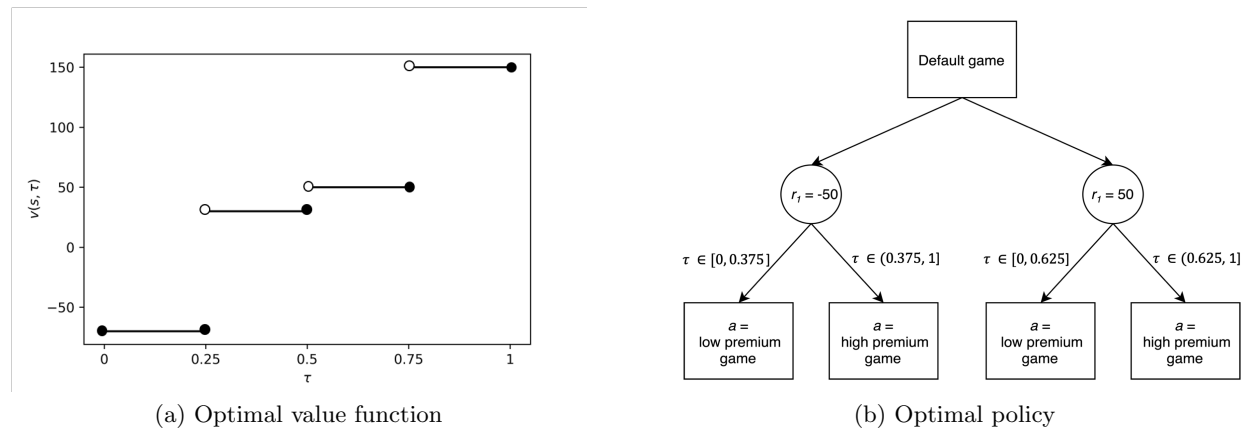 150
100
50
0
−50
v(s, τ)
0
0.25
0.5
0.75
1
τ
(a) Optimal value function
Default game
r₁ = -50
r₁ = 50
τ ∈ [0, 0.375]
τ ∈ (0.375, 1]
τ ∈ [0, 0.625]
τ ∈ (0.625, 1]
a =
low premium
game
a =
high premium
game
a =
low premium
game
a =
high premium
game
(b) Optimal policy